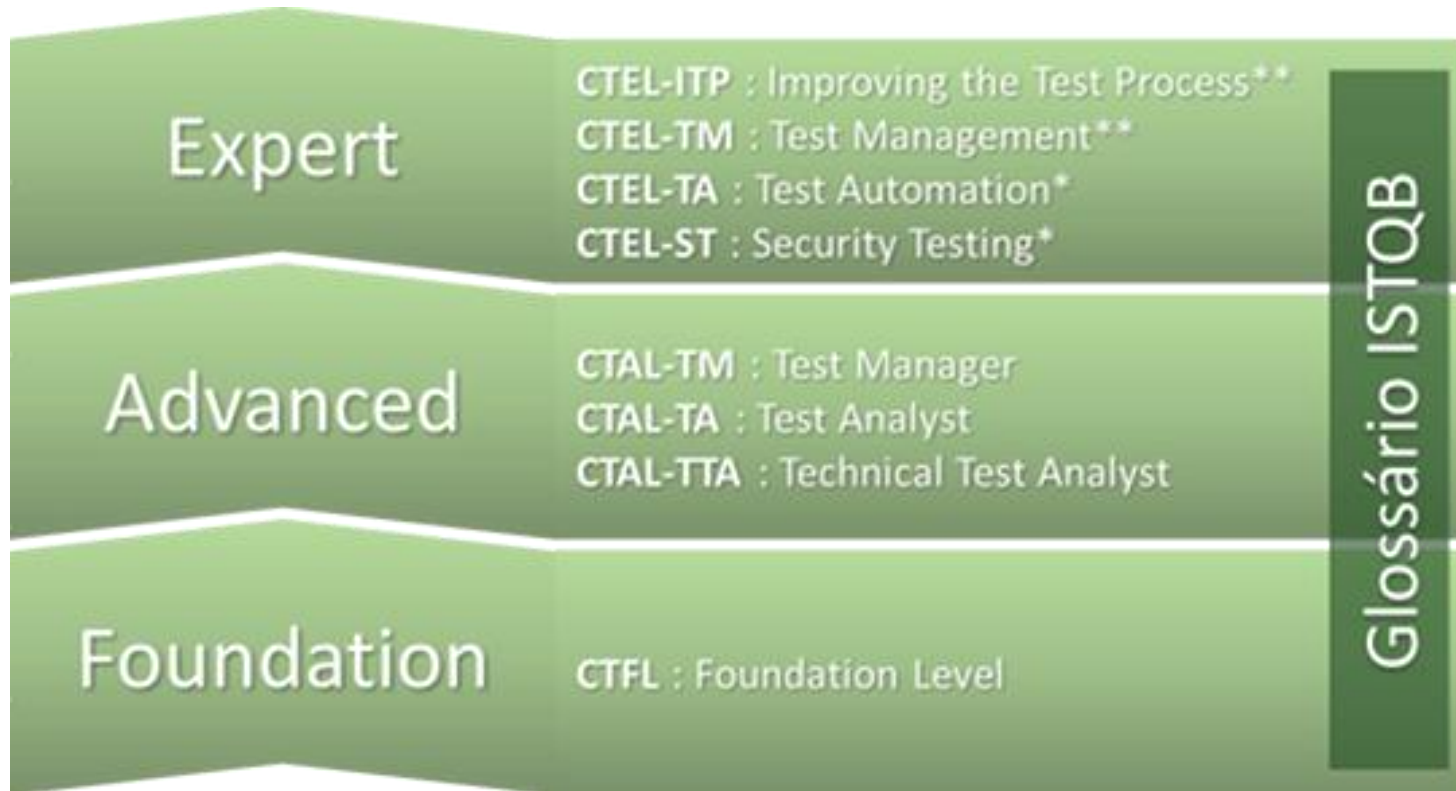 Expert
CTEL-ITP : Improving the Test Process**
CTEL-TM : Test Management**
CTEL-TA : Test Automation*
CTEL-ST : Security Testing*
Advanced
CTAL-TM : Test Manager
CTAL-TA : Test Analyst
CTAL-TTA : Technical Test Analyst
Foundation
CTFL : Foundation Level
Glossário ISTQB